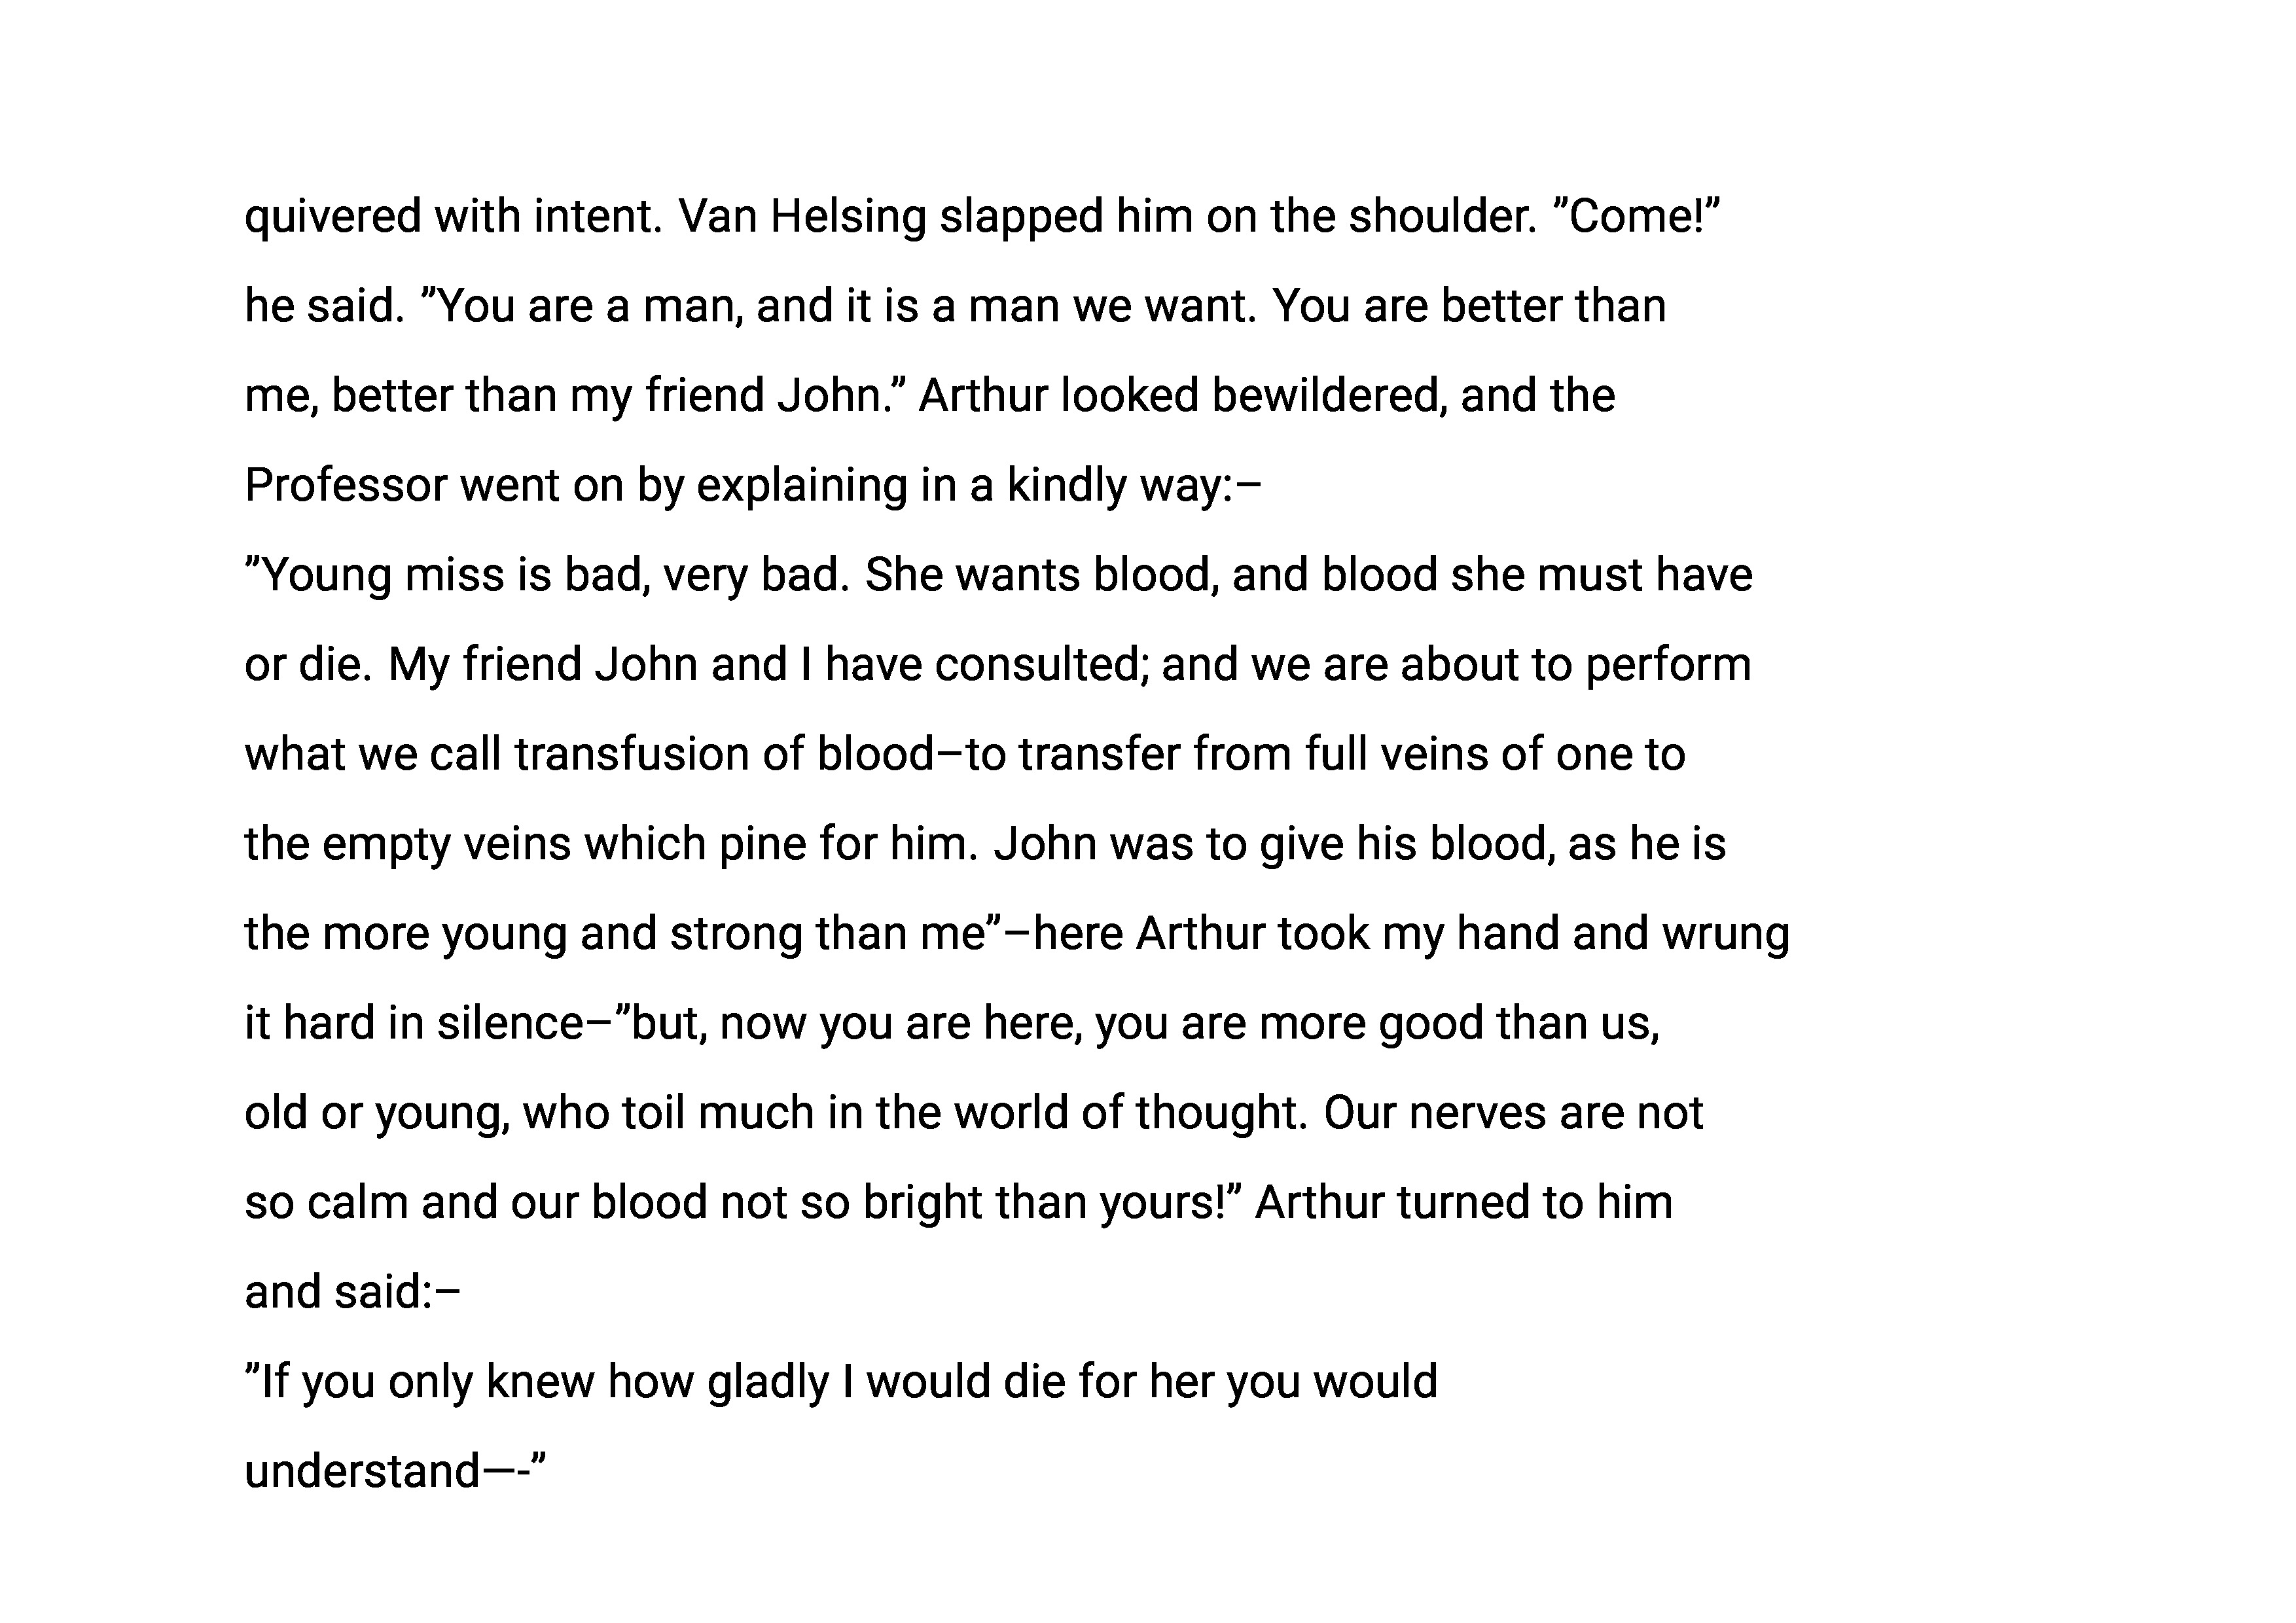 quivered with intent. Van Helsing slapped him on the shoulder. ”Come!”
he said. ”You are a man, and it is a man we want. You are better than
me, better than my friend John.” Arthur looked bewildered, and the
Professor went on by explaining in a kindly way:–
”Young miss is bad, very bad. She wants blood, and blood she must have
or die. My friend John and I have consulted; and we are about to perform
what we call transfusion of blood–to transfer from full veins of one to
the empty veins which pine for him. John was to give his blood, as he is
the more young and strong than me”–here Arthur took my hand and wrung
it hard in silence–”but, now you are here, you are more good than us,
old or young, who toil much in the world of thought. Our nerves are not
so calm and our blood not so bright than yours!” Arthur turned to him
and said:–
”If you only knew how gladly I would die for her you would
understand—-”